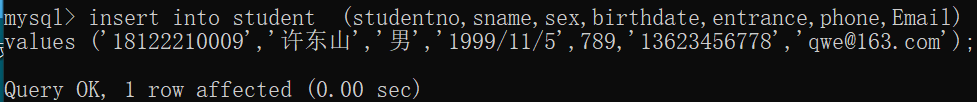 mysql> insert into student  (studentno,sname,sex,birthdate,entrance,phone,Email)
values ('18122210009','许东山','男','1999/11/5',789,'13623456778','qwe@163.com');
Query OK, 1 row affected (0.00 sec)